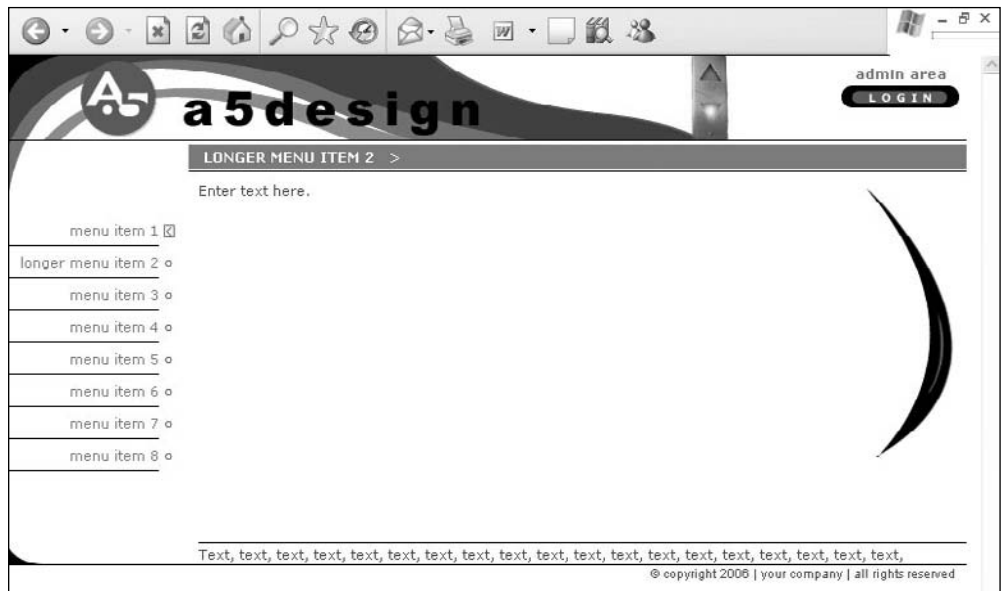 W
admin area
LOGIN
A5
a5design
LONGER MENU ITEM 2 >
Enter text here.
menu item 1
longer menu item 2
menu item 3
menu item 4
menu item 5
menu item 6
menu item 7
menu item 8
Text, text, text, text, text, text, text, text, text, text, text, text, text, text, text, text, text, text, text,
© copyright 2006 | your company | all rights reserved